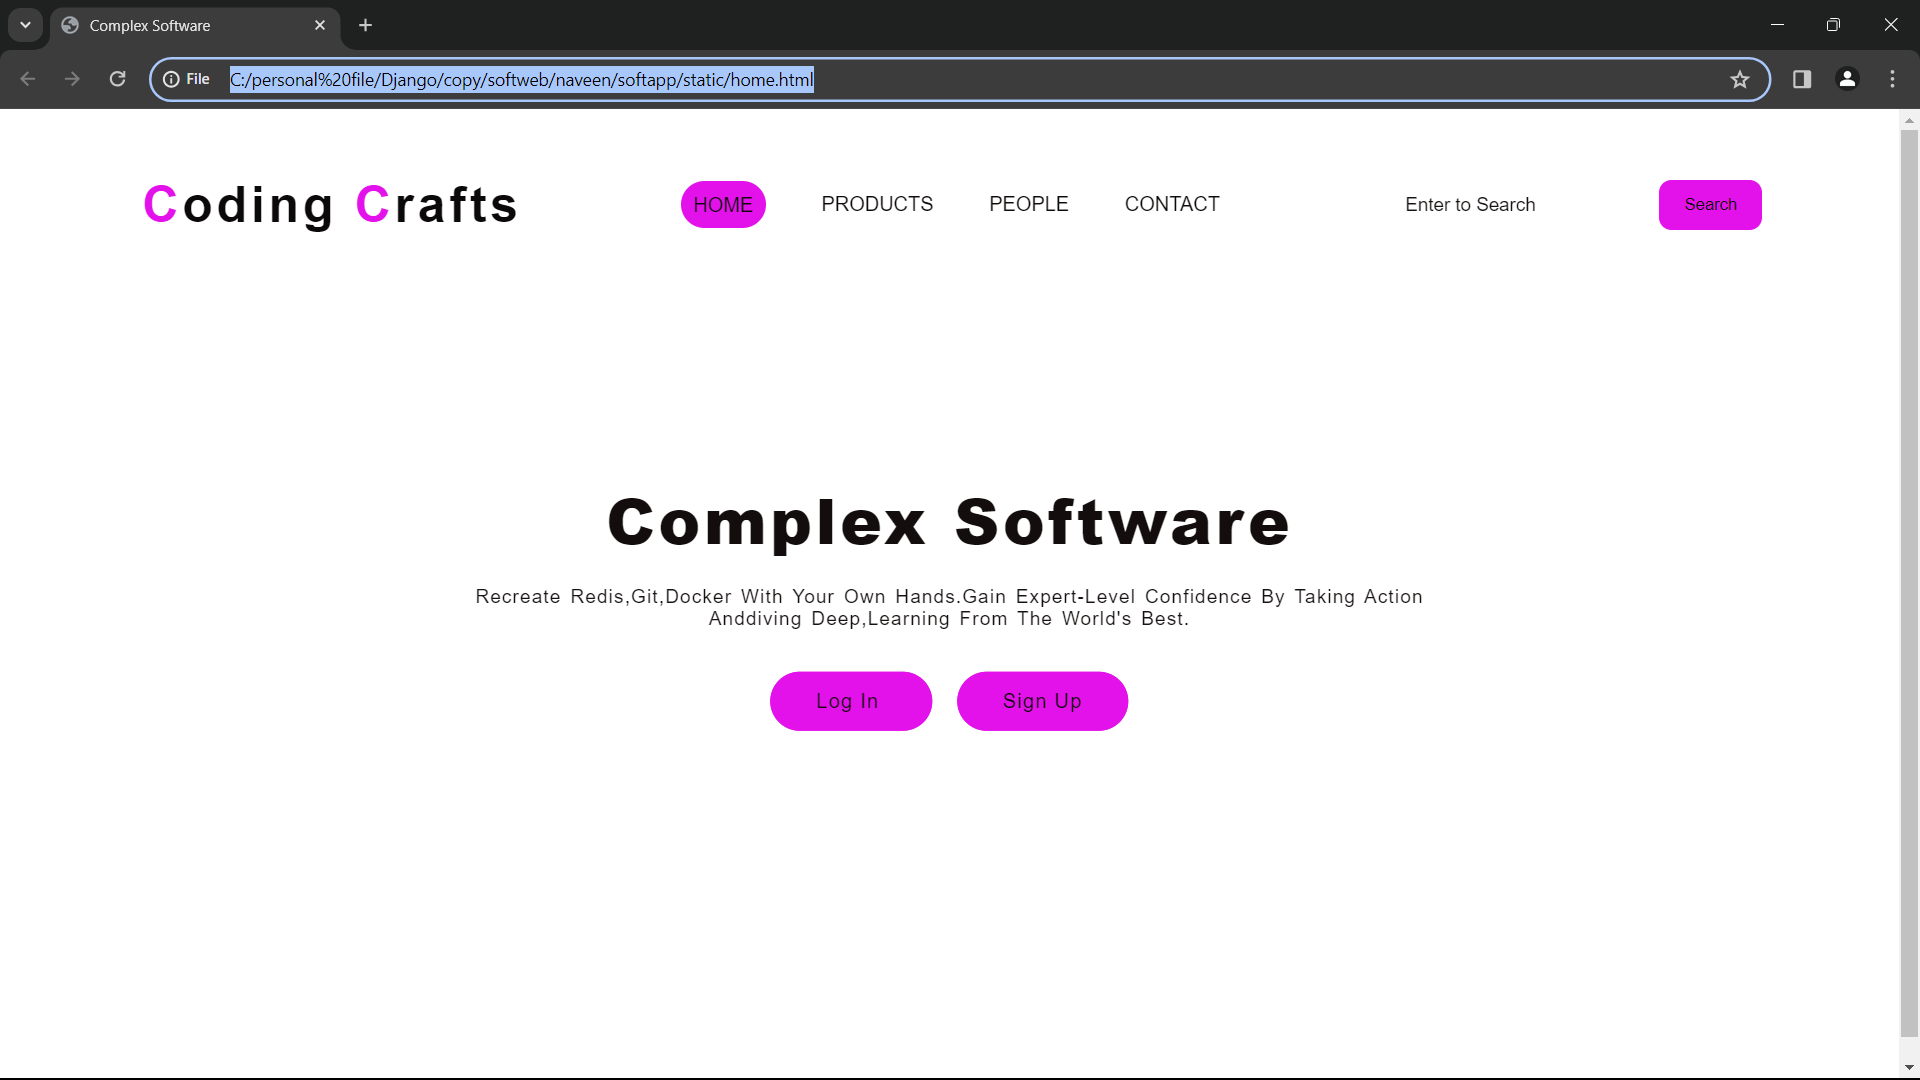 Complex Software
File C:/personal%20file/Django/copy/softweb/naveen/softapp/static/home.html
Coding Crafts HOME PRODUCTS PEOPLE CONTACT Enter to Search Search
Complex Software
Recreate Redis,Git,Docker With Your Own Hands.Gain Expert-Level Confidence By Taking Action
Anddiving Deep,Learning From The World's Best.
Log In Sign Up